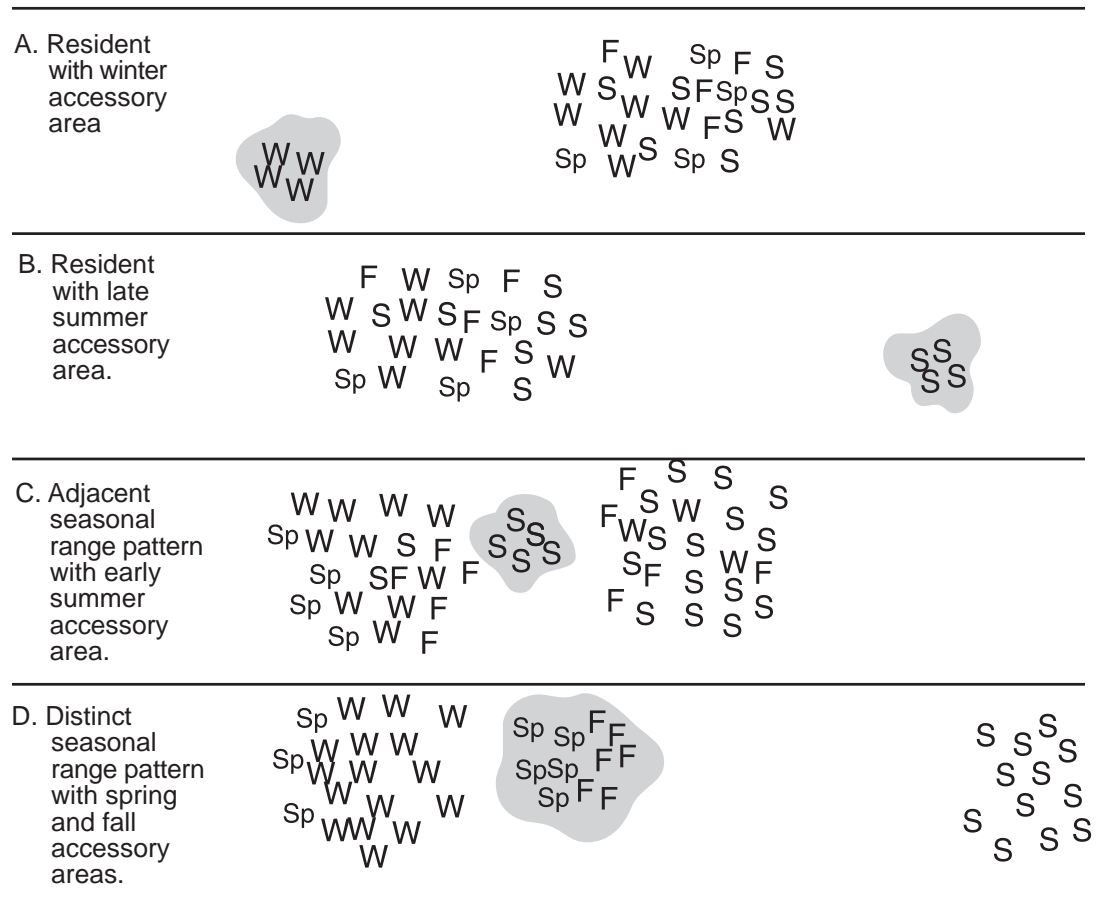 A. Resident
with winter
accessory
area
W W
W W
F W Sp F S
W S S F Sp S S
W W W F S W
W S
Sp W Sp S
B. Resident
with late
summer
accessory
area.
F W Sp F S
W S W S F Sp S S
W W W F S W
Sp W Sp S
S S
S S
C. Adjacent
seasonal
range pattern
with early
summer
accessory
area.
W W W W
Sp W W S F
Sp S F W F
Sp W W F
Sp W F
S S
S S S
F S S
S W S S
F W S S S
S F W F
S S
F S S S
S
D. Distinct
seasonal
range pattern
with spring
and fall
accessory
areas.
Sp W W W
Sp W W W
W W W
W W W
Sp W W W
W
Sp Sp F F
Sp Sp F F
Sp F F
S S S S
S S
S S
S S S
S